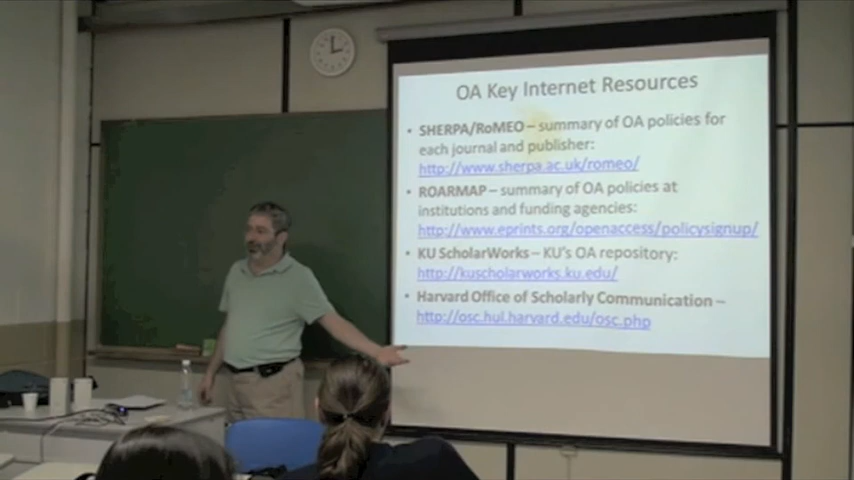 OA Key Internet Resources
• SHERPA/RoMEO – summary of OA policies for
each journal and publisher:
http://www.sherpa.ac.uk/romeo/
• ROARMAP – summary of OA policies at
institutions and funding agencies:
http://www.eprints.org/openaccess/policysignup/
• KU ScholarWorks – KU's OA repository:
http://kuscholarworks.ku.edu/
• Harvard Office of Scholarly Communication –
http://osc.hul.harvard.edu/osc.php